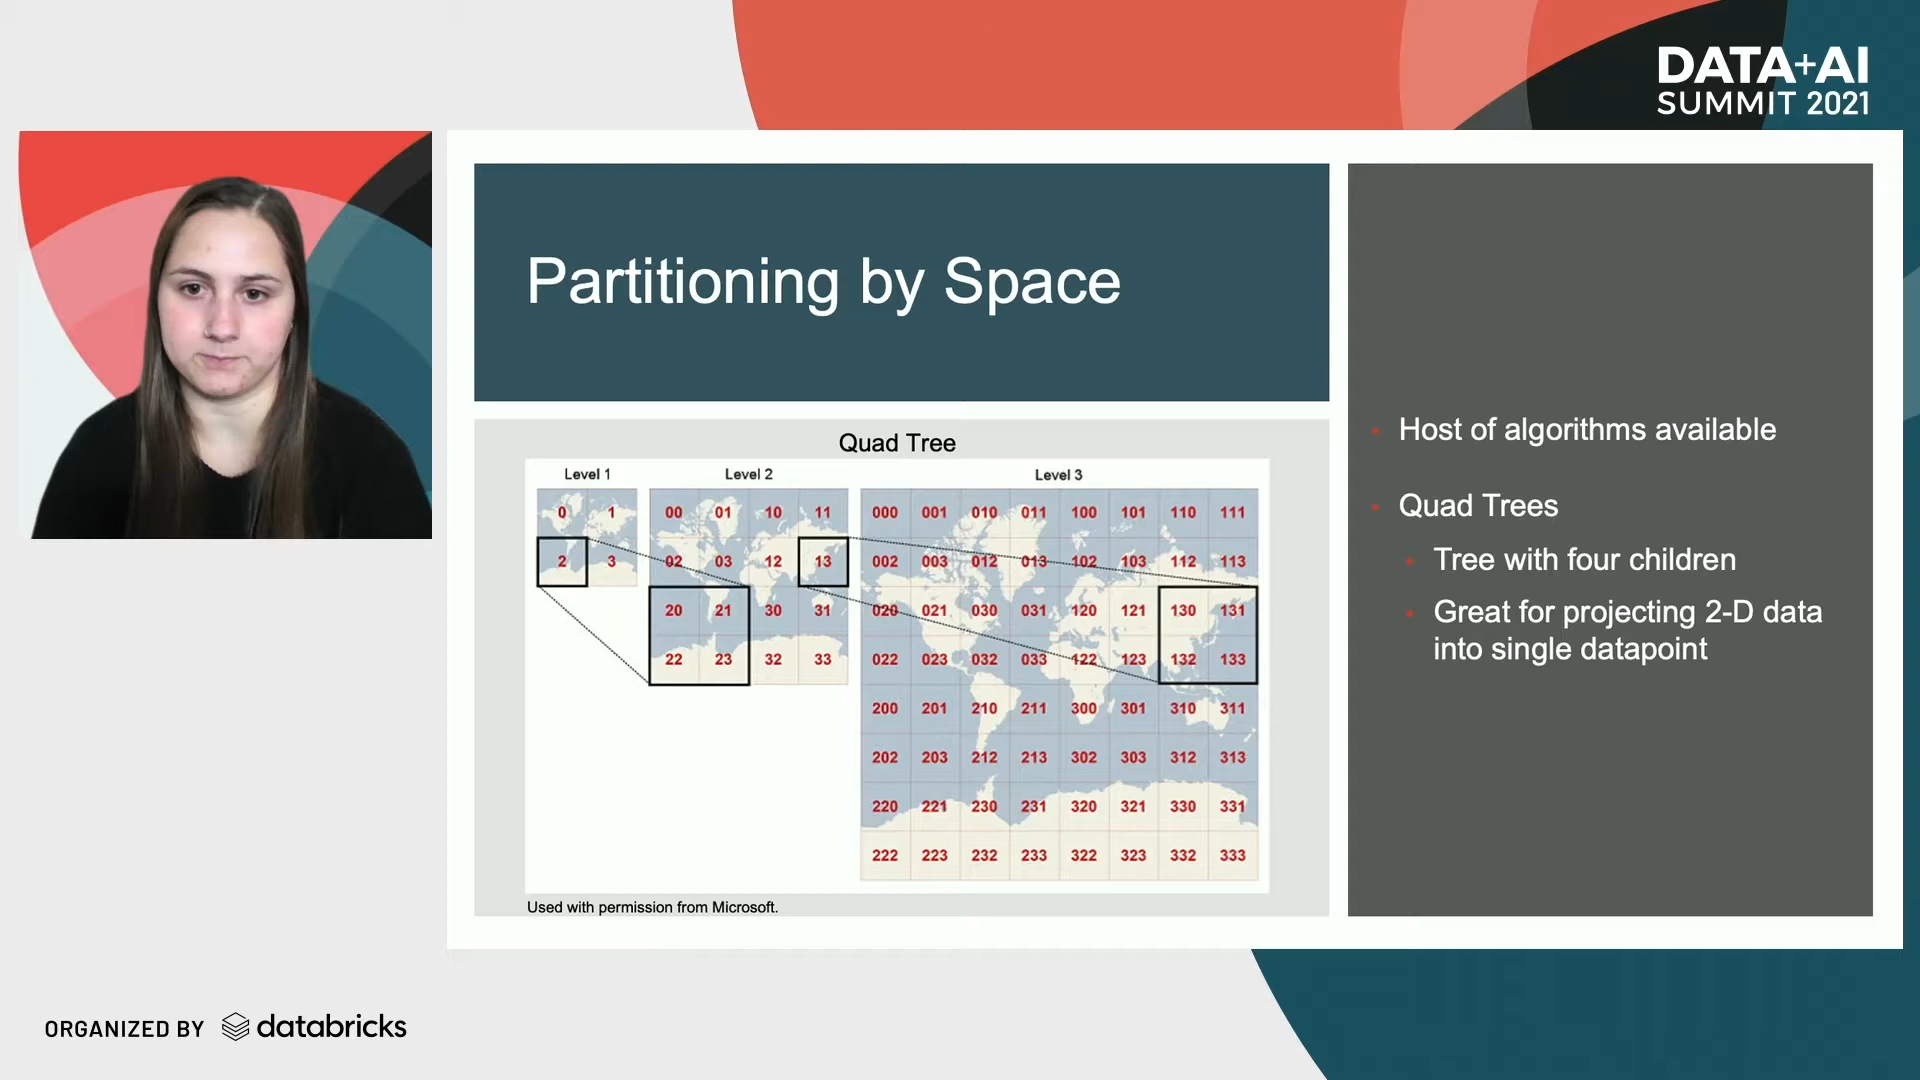 DATA+AI
SUMMIT 2021
Partitioning by Space
Quad Tree
Level 1 Level 2 Level 3
0 1 00 01 10 11 000 001 010 011 100 101 110 111
2 3 02 03 12 13 002 003 012 013 102 103 112 113
20 21 30 31 020 021 030 031 120 121 130 131
22 23 32 33 022 023 032 033 122 123 132 133
200 201 210 211 300 301 310 311
202 203 212 213 302 303 312 313
220 221 230 231 320 321 330 331
222 223 232 233 322 323 332 333
Used with permission from Microsoft.
Host of algorithms available
Quad Trees
Tree with four children
Great for projecting 2-D data
into single datapoint
ORGANIZED BY databricks